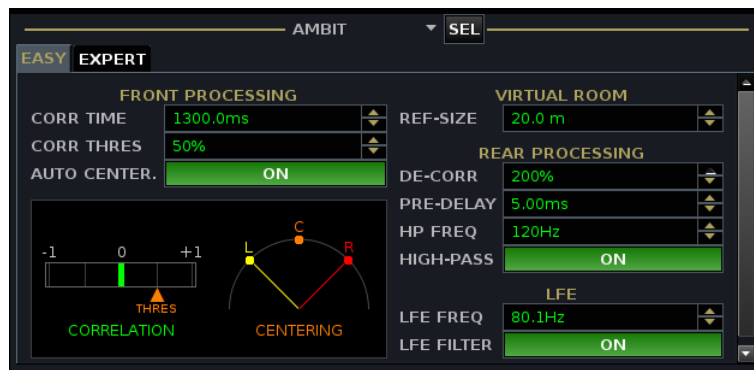 AMBIT SEL
EASY EXPERT
FRONT PROCESSING
CORR TIME 1300.0ms
CORR THRES 50%
AUTO CENTER. ON
-1 0 +1
THRES
CORRELATION
L C R
CENTERING
VIRTUAL ROOM
REF-SIZE 20.0 m
REAR PROCESSING
DE-CORR 200%
PRE-DELAY 5.00ms
HP FREQ 120Hz
HIGH-PASS ON
LFE
LFE FREQ 80.1Hz
LFE FILTER ON